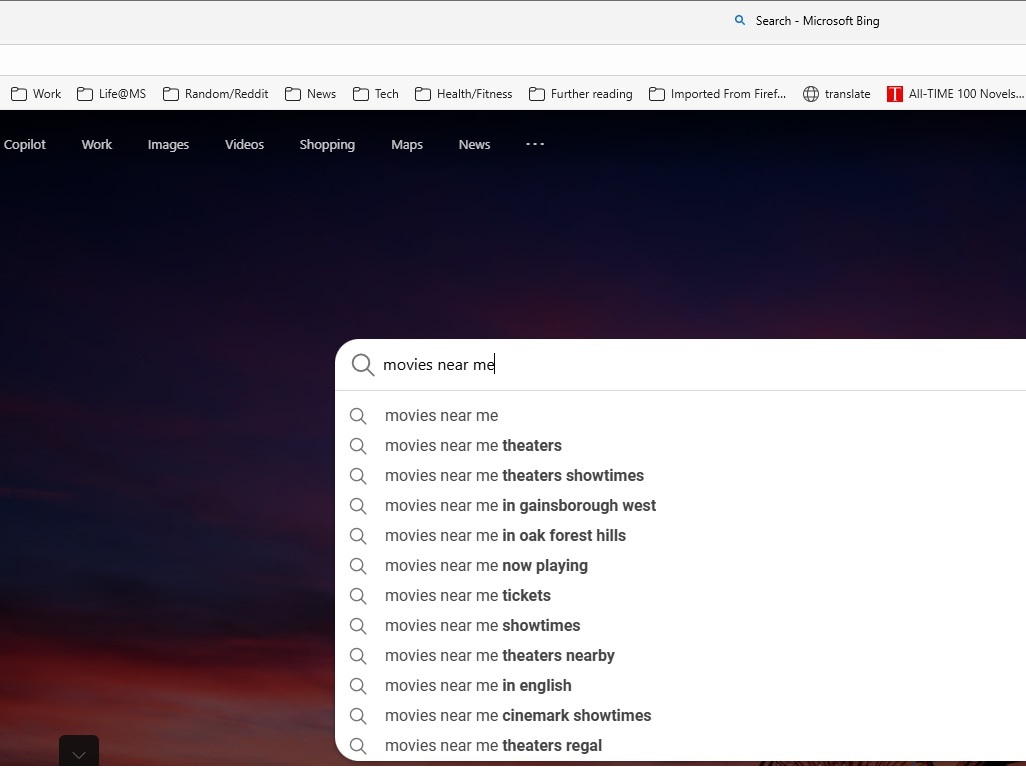 Search - Microsoft Bing
Work Life@MS Random/Reddit News Tech Health/Fitness Further reading Imported From Firef... translate T All-TIME 100 Novels...
Copilot Work Images Videos Shopping Maps News ...
movies near me
movies near me
movies near me theaters
movies near me theaters showtimes
movies near me in gainsborough west
movies near me in oak forest hills
movies near me now playing
movies near me tickets
movies near me showtimes
movies near me theaters nearby
movies near me in english
movies near me cinemark showtimes
movies near me theaters regal